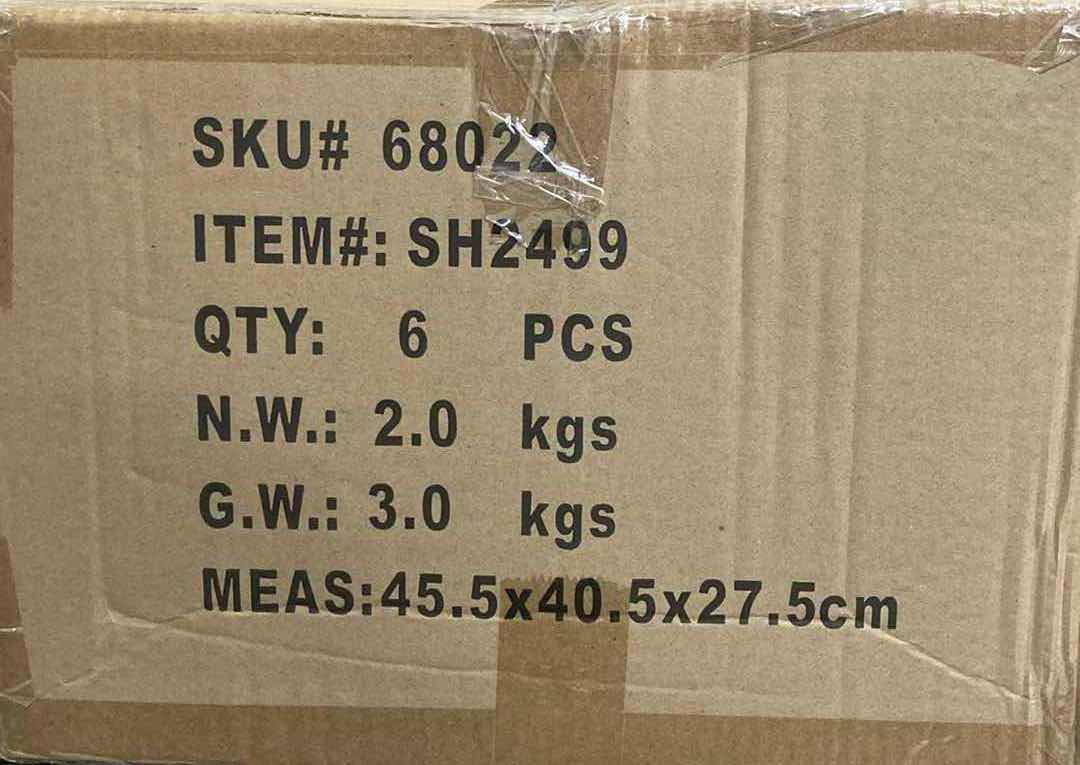 SKU# 68022
ITEM#: SH2499
QTY: 6 PCS
N.W.: 2.0 kgs
G.W.: 3.0 kgs
MEAS:45.5x40.5x27.5cm